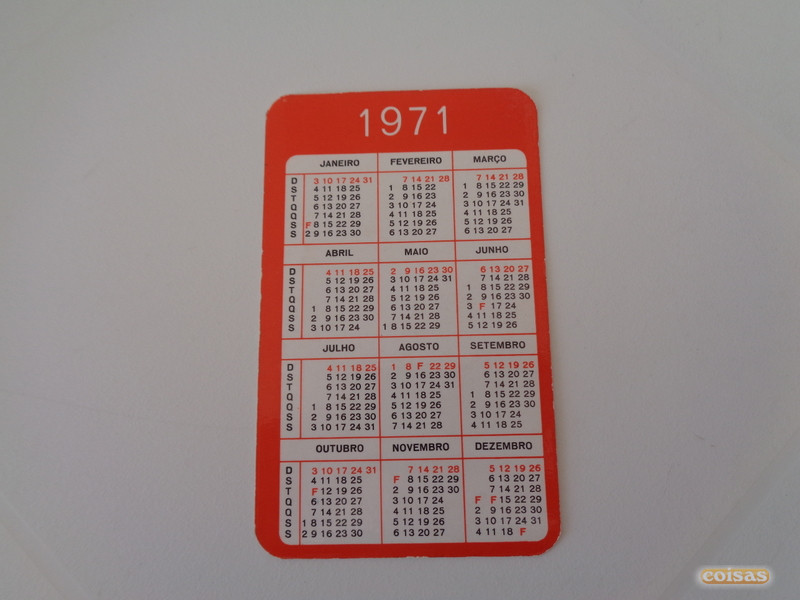 1971
JANEIRO FEVEREIRO MARÇO
D 3 10 17 24 31 7 14 21 28 7 14 21 28
S 4 11 18 25 1 8 15 22 1 8 15 22 29
T 5 12 19 26 2 9 16 23 2 9 16 23 30
Q 6 13 20 27 3 10 17 24 3 10 17 24 31
Q 7 14 21 28 4 11 18 25 4 11 18 25
S F 8 15 22 29 5 12 19 26 5 12 19 26
S 2 9 16 23 30 6 13 20 27 6 13 20 27
ABRIL MAIO JUNHO
D 4 11 18 25 2 9 16 23 30 6 13 20 27
S 5 12 19 26 3 10 17 24 31 7 14 21 28
T 6 13 20 27 4 11 18 25 1 8 15 22 29
Q 7 14 21 28 5 12 19 26 2 9 16 23 30
Q 1 8 15 22 29 6 13 20 27 3 F 17 24
S 2 9 16 23 30 7 14 21 28 4 11 18 25
S 3 10 17 24 1 8 15 22 29 5 12 19 26
JULHO AGOSTO SETEMBRO
D 4 11 18 25 1 8 F 22 29 5 12 19 26
S 5 12 19 26 2 9 16 23 30 6 13 20 27
T 6 13 20 27 3 10 17 24 31 7 14 21 28
Q 7 14 21 28 4 11 18 25 1 8 15 22 29
Q 1 8 15 22 29 5 12 19 26 2 9 16 23 30
S 2 9 16 23 30 6 13 20 27 3 10 17 24
S 3 10 17 24 31 7 14 21 28 4 11 18 25
OUTUBRO NOVEMBRO DEZEMBRO
D 3 10 17 24 31 7 14 21 28 5 12 19 26
S 4 11 18 25 F 8 15 22 29 6 13 20 27
T F 12 19 26 2 9 16 23 30 7 14 21 28
Q 6 13 20 27 3 10 17 24 F F 15 22 29
Q 7 14 21 28 4 11 18 25 2 9 16 23 30
S 1 8 15 22 29 5 12 19 26 3 10 17 24 31
S 2 9 16 23 30 6 13 20 27 4 11 18 F
coisas